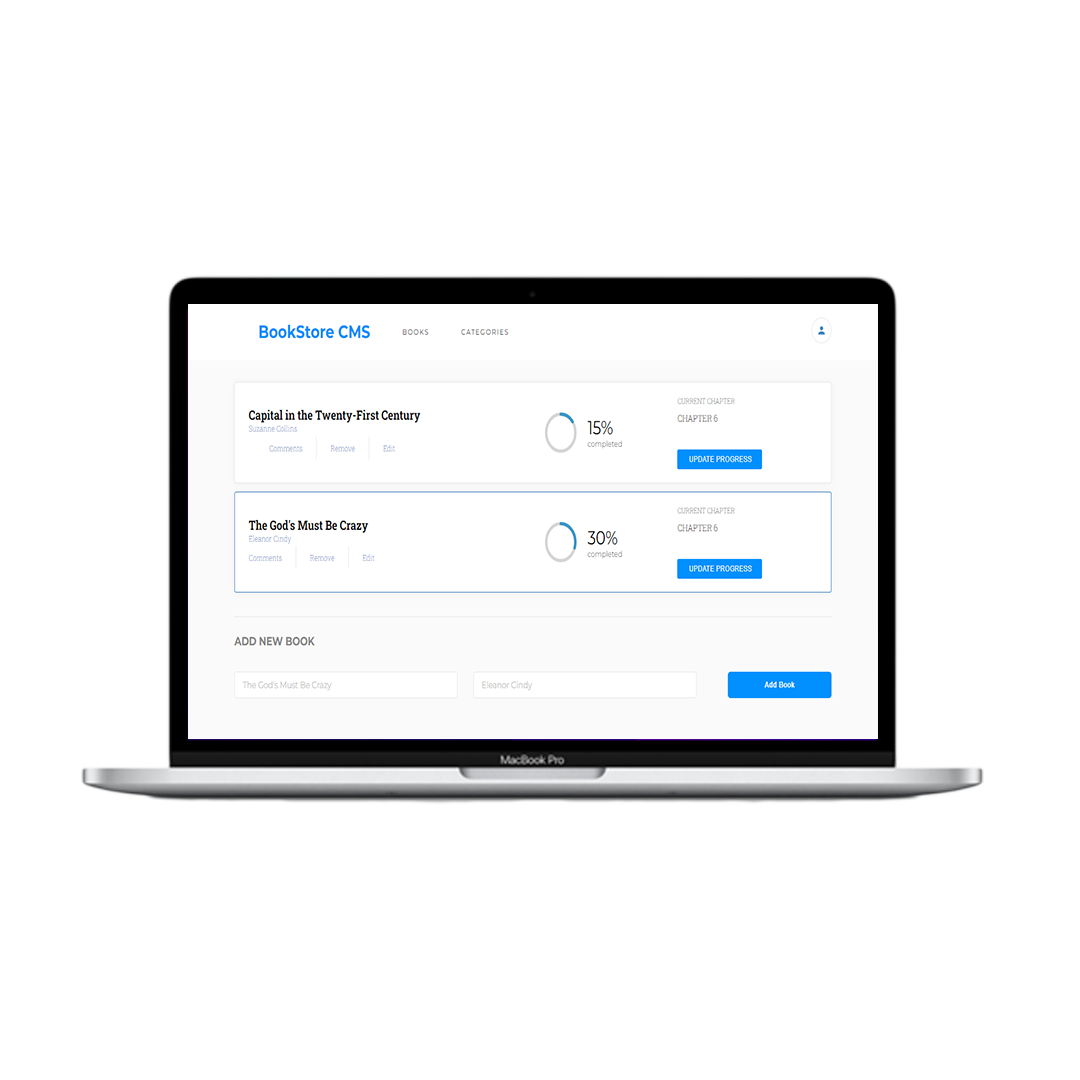 BookStore CMS BOOKS CATEGORIES
Capital in the Twenty-First Century
Suzanne Collins
Comments Remove Edit
15%
completed
CURRENT CHAPTER
CHAPTER 6
UPDATE PROGRESS
The God's Must Be Crazy
Eleanor Cindy
Comments Remove Edit
30%
completed
CURRENT CHAPTER
CHAPTER 6
UPDATE PROGRESS
ADD NEW BOOK
The God's Must Be Crazy Eleanor Cindy Add Book
MacBook Pro